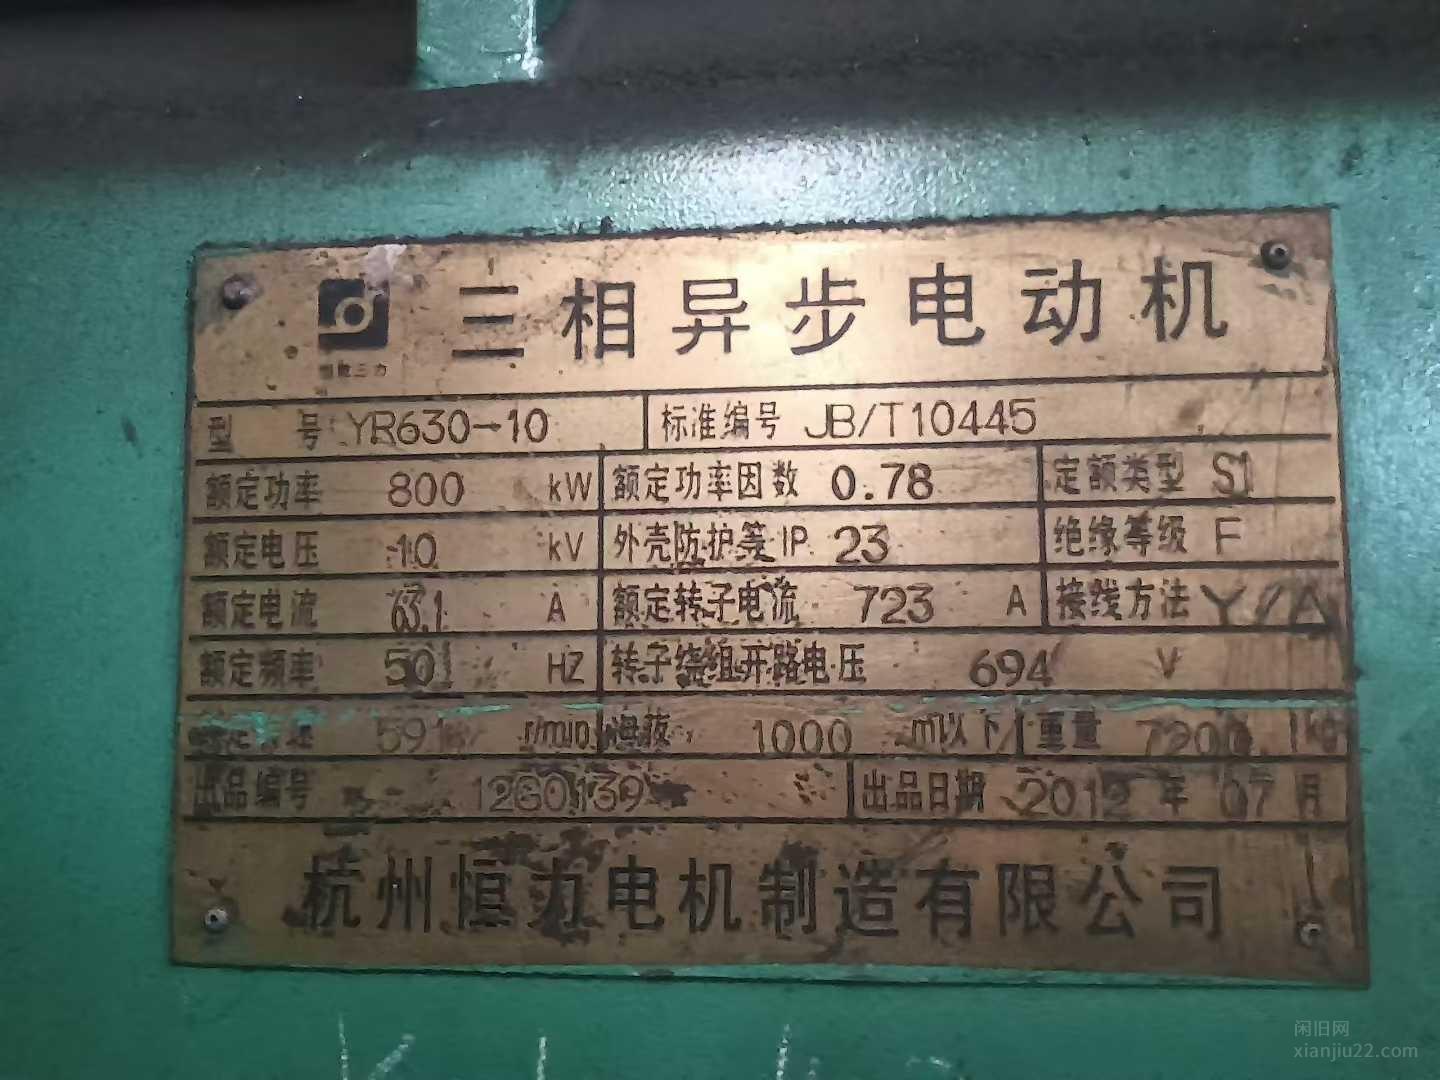 三相异步电动机
型 号 YR630-10 标准编号 JB/T10445
额定功率 800 kW 额定功率因数 0.78 定额类型 S1
额定电压 10 kV 外壳防护等 IP 23 绝缘等级 F
额定电流 63.1 A 额定转子电流 723 A 接线方法 Y/△
额定频率 50 HZ 转子绕组开路电压 694 V
591 r/min 海拔 1000 m以下 重量 7200 kg
出品编号 12G0139 出品日期 2012 年 07 月
杭州恒力电机制造有限公司
闲旧网
xianjiu22.com